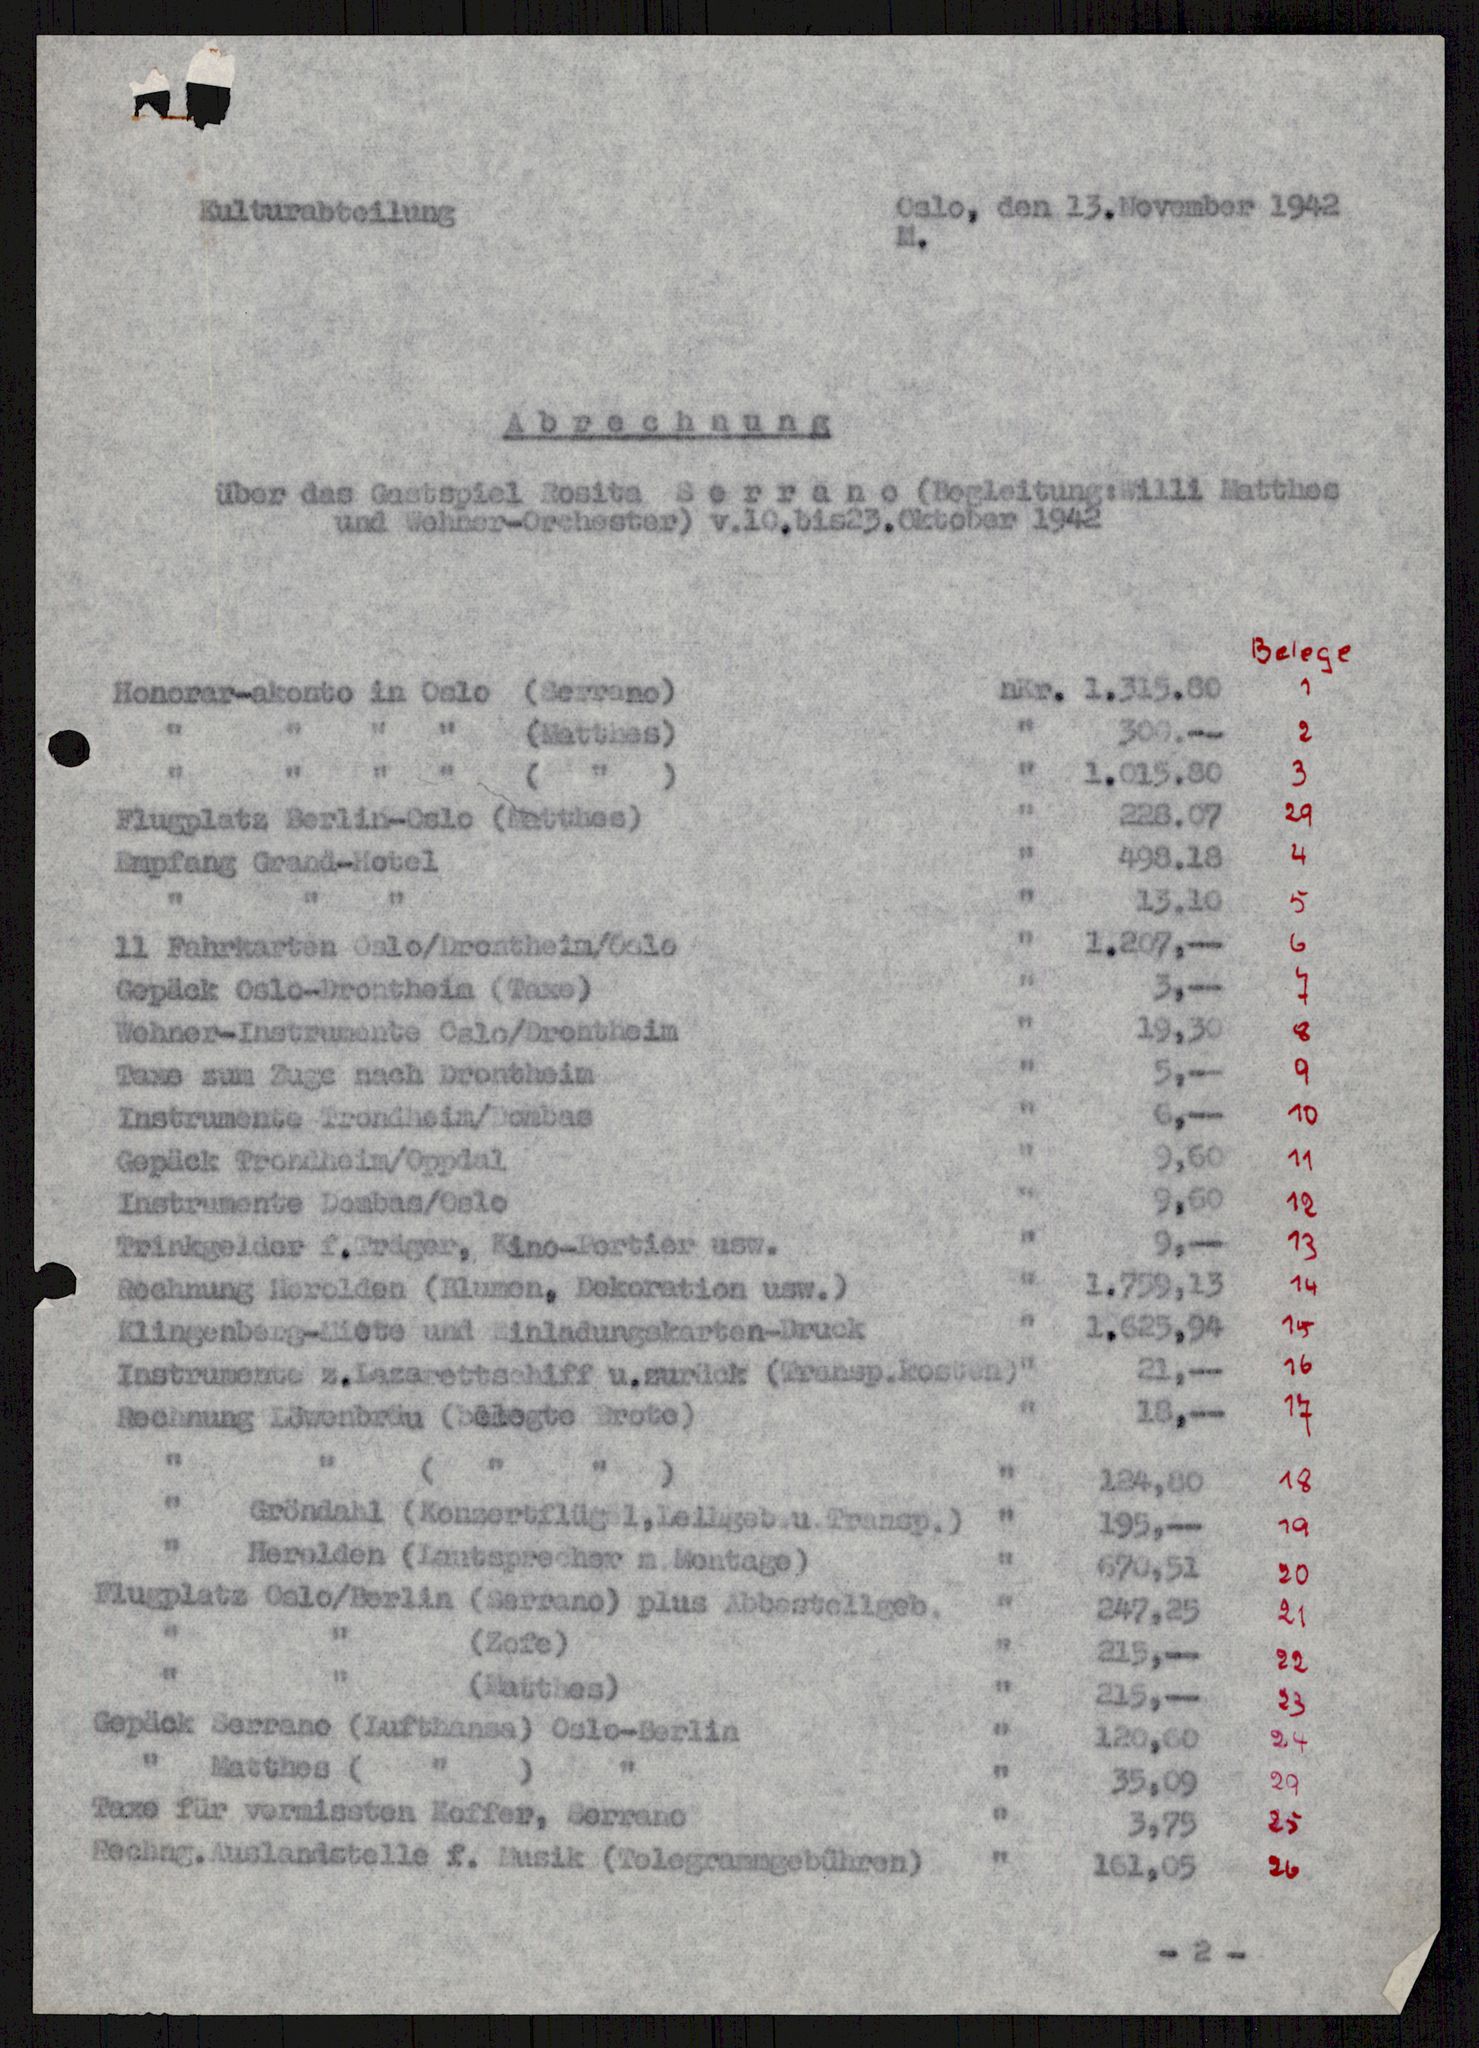 Kulturabteilung
Oslo, den 13.November 1942
M.
A b r e c h n u n g
über das Gastspiel Rosita S e r r a n o (Begleitung:Willi Matthes
und Wehner-Orchester) v.10.bis23.Oktober 1942
Belege
Honorar-akonto in Oslo (Serrano) nKr. 1.315.80 1
" " " " (Matthes) " 300.-- 2
" " " " ( " ) " 1.015.80 3
Flugplatz Berlin-Oslo (Matthes) " 228.07 29
Empfang Grand-Hotel " 498.18 4
" " " " 13.10 5
11 Fahrkarten Oslo/Drontheim/Oslo " 1.207,-- 6
Gepäck Oslo-Drontheim (Taxe) " 3,-- 7
Wehner-Instrumente Oslo/Drontheim " 19,30 8
Taxe zum Zuge nach Drontheim " 5,-- 9
Instrumente Trondheim/Dombas " 6,-- 10
Gepäck Trondheim/Oppdal " 9,60 11
Instrumente Dombas/Oslo " 9,60 12
Trinkgelder f.Träger, Kino-Portier usw. " 9,-- 13
Rechnung Herolden (Blumen, Dekoration usw.) " 1.759,13 14
Klingenberg-Miete und Einladungskarten-Druck " 1.625,94 15
Instrumente z.Lazarettschiff u.zurück (Transp.kosten)" 21,-- 16
Rechnung Löwenbräu (belegte Brote) " 18,-- 17
" " ( " " ) " 124,80 18
" Gröndahl (Konzertflügel,Leihgeb.u.Transp.) " 195,-- 19
" Herolden (Lautsprecher m.Montage) " 670,51 20
Flugplatz Oslo/Berlin (Serrano) plus Abbestellgeb. " 247,25 21
" " (Zofe) " 215,-- 22
" " (Matthes) " 215,-- 23
Gepäck Serrano (Lufthansa) Oslo-Berlin " 120,60 24
" Matthes ( " ) " " 35,09 29
Taxe für vermissten Koffer, Serrano " 3,75 25
Rechng.Auslandstelle f. Musik (Telegrammgebühren) " 161,05 26
- 2 -